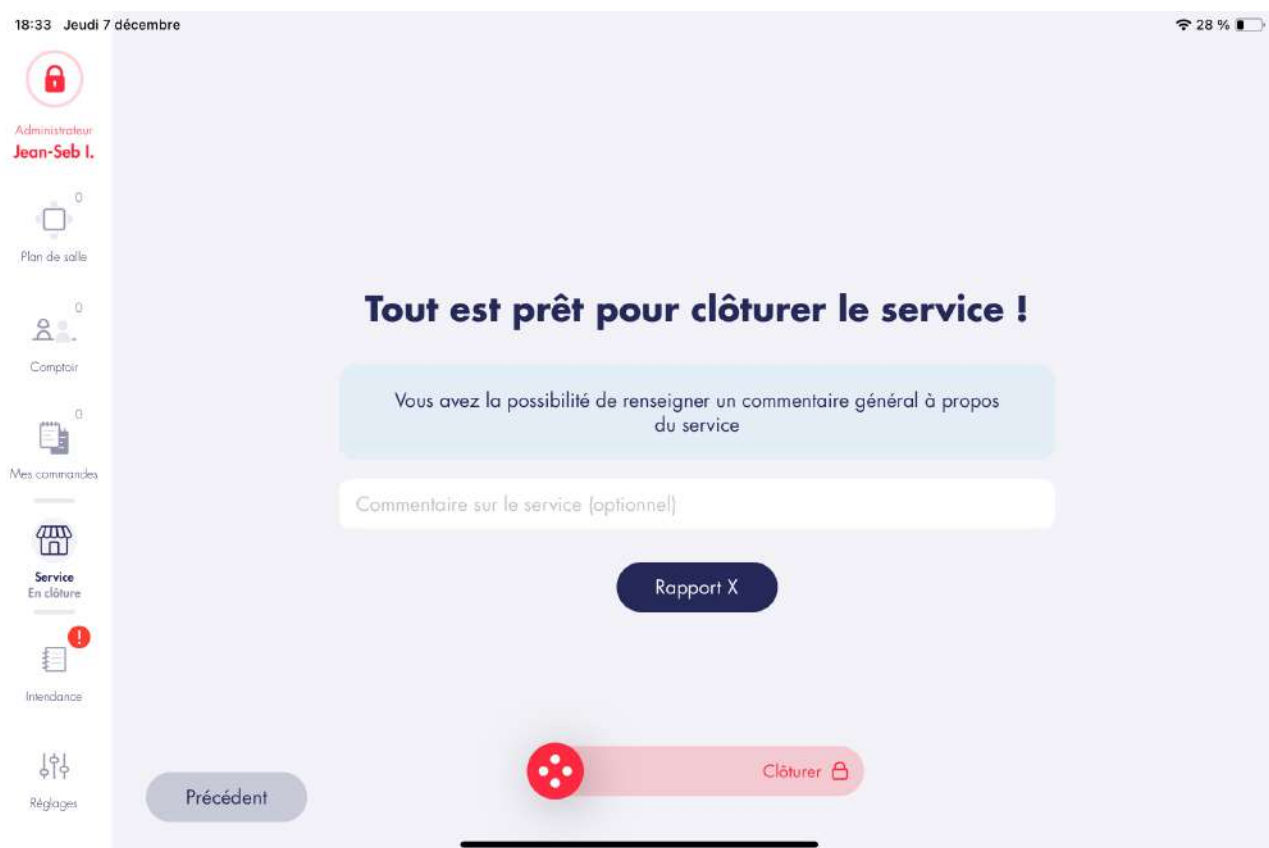 18:33 Jeudi 7 décembre
28 %
Administrateur
Jean-Seb I.
0
Plan de salle
0
Comptoir
0
Mes commandes
Service
En clôture
!
Intendance
Réglages
Tout est prêt pour clôturer le service !
Vous avez la possibilité de renseigner un commentaire général à propos
du service
Commentaire sur le service (optionnel)
Rapport X
Clôturer
Précédent